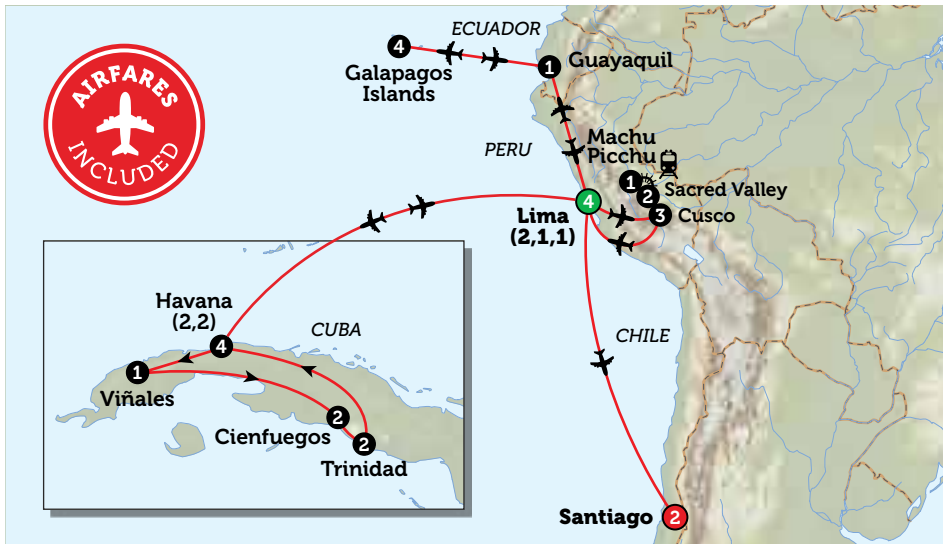 AIRFARES
INCLUDED
ECUADOR
4
Galapagos
Islands
1
Guayaquil
PERU
Machu
Picchu
1
2
Sacred Valley
3
Cusco
4
Lima
(2,1,1)
Havana
(2,2)
4
CUBA
1
Viñales
2
Cienfuegos
2
Trinidad
CHILE
Santiago
2